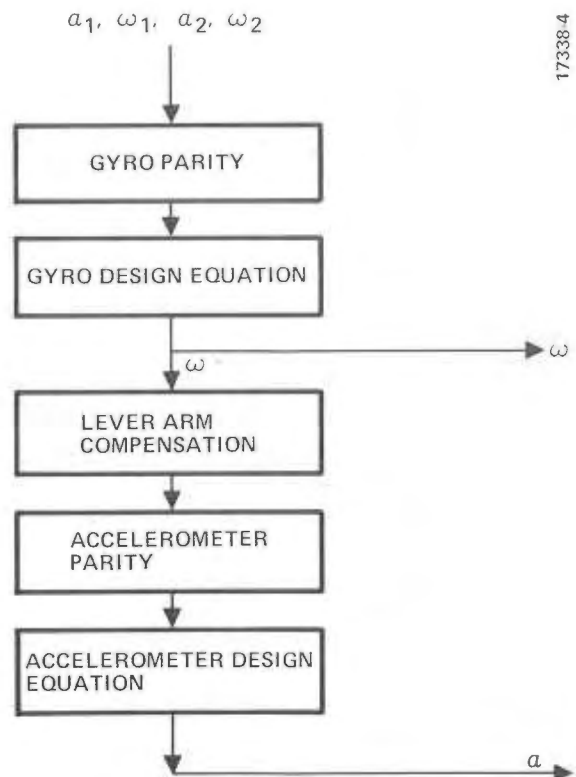 a1, ω1, a2, ω2
17338-4
GYRO PARITY
GYRO DESIGN EQUATION
ω
ω
LEVER ARM
COMPENSATION
ACCELEROMETER
PARITY
ACCELEROMETER DESIGN
EQUATION
a